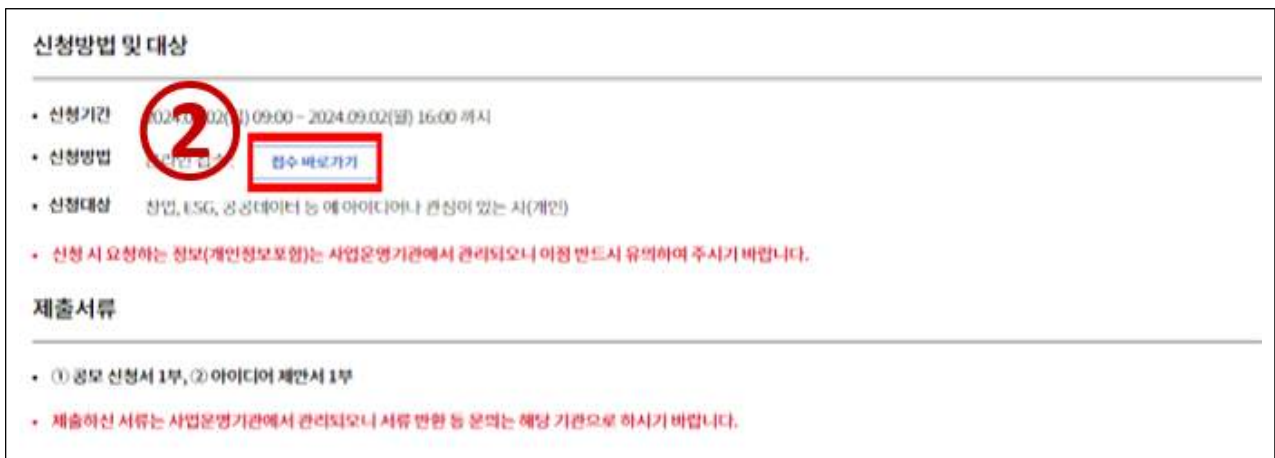 신청방법 및 대상
• 신청기간 02( ) 09:00 ~ 2024.09.02(월) 16:00 까지
②
• 신청방법 접수 바로가기
• 신청대상 창업, ESG, 공공데이터 등 에 아이디어나 관심이 있는 자(개인)
• 신청 시 요청하는 정보(개인정보포함)는 사업운영기관에서 관리되오니 이점 반드시 유의하여 주시기 바랍니다.
제출서류
• ① 공모 신청서 1부, ② 아이디어 제안서 1부
• 제출하신 서류는 사업운영기관에서 관리되오니 서류 반환 등 문의는 해당 기관으로 하시기 바랍니다.